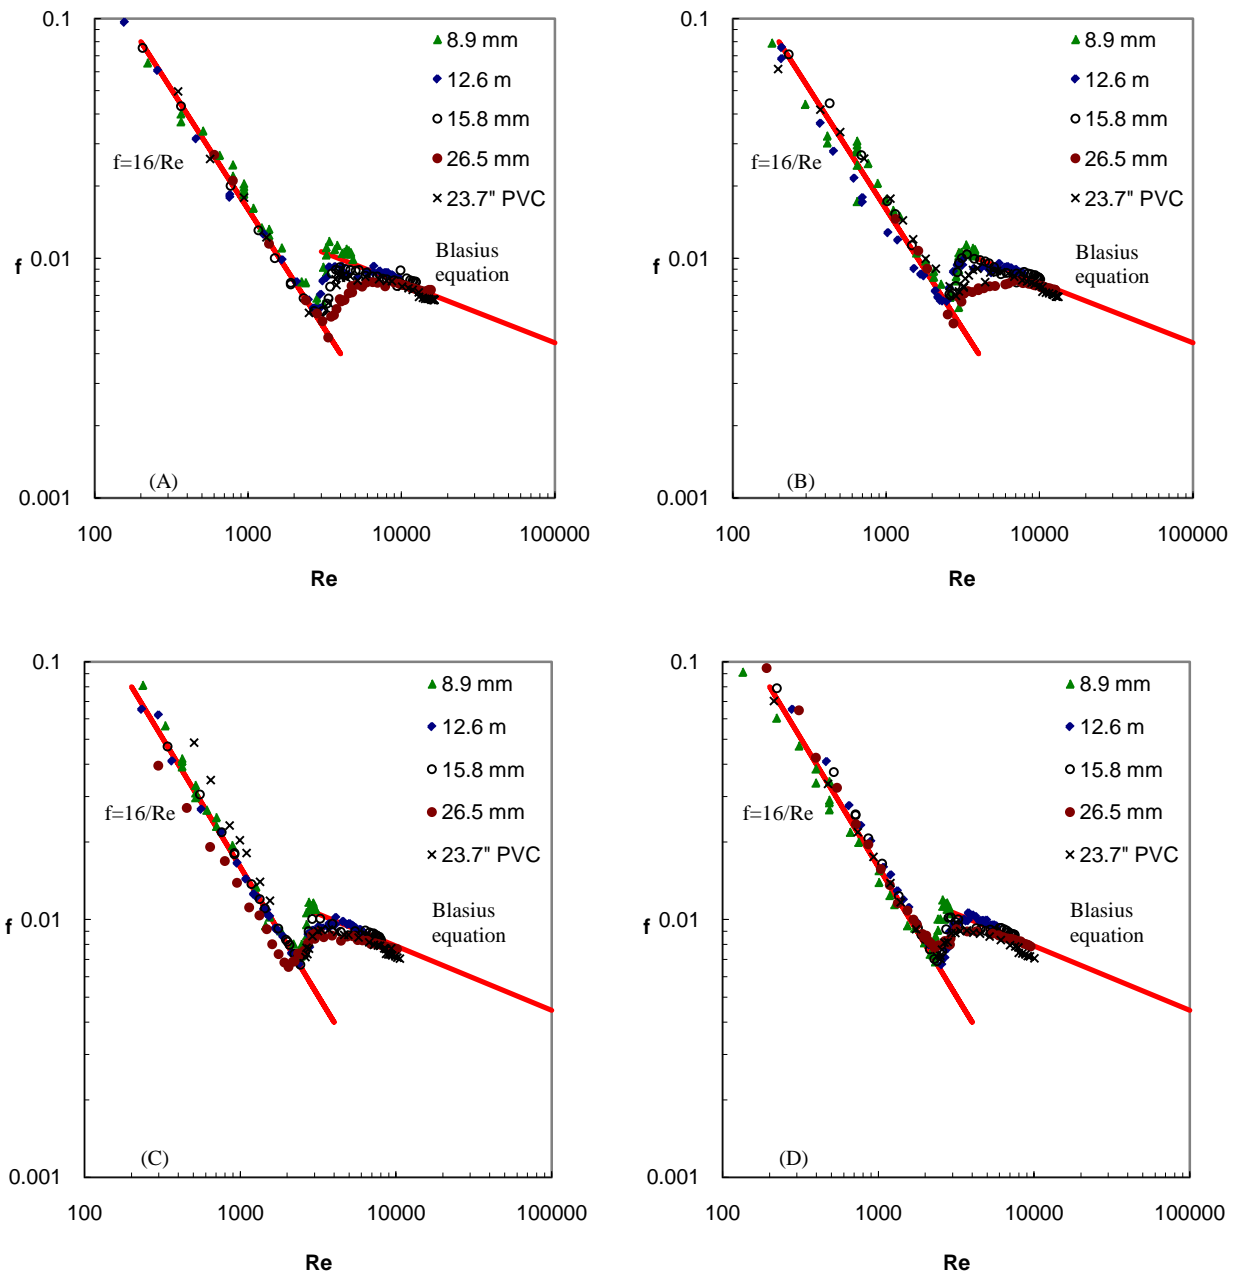 0.1
8.9 mm
12.6 m
15.8 mm
f=16/Re
26.5 mm
23.7" PVC
Blasius
equation
0.01
f
(A)
0.001
100
1000
10000
100000
Re
0.1
8.9 mm
12.6 m
15.8 mm
f=16/Re
26.5 mm
23.7" PVC
Blasius
equation
0.01
f
(B)
0.001
100
1000
10000
100000
Re
0.1
8.9 mm
12.6 m
15.8 mm
f=16/Re
26.5 mm
23.7" PVC
Blasius
equation
0.01
f
(C)
0.001
100
1000
10000
100000
Re
0.1
8.9 mm
12.6 m
15.8 mm
f=16/Re
26.5 mm
23.7" PVC
Blasius
equation
0.01
f
(D)
0.001
100
1000
10000
100000
Re